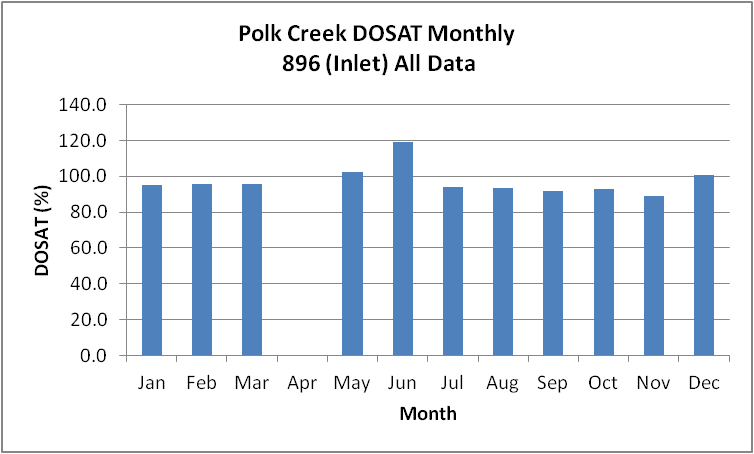 Polk Creek DOSAT Monthly
896 (Inlet) All Data
DOSAT (%)
140.0
120.0
100.0
80.0
60.0
40.0
20.0
0.0
Jan Feb Mar Apr May Jun Jul Aug Sep Oct Nov Dec
Month